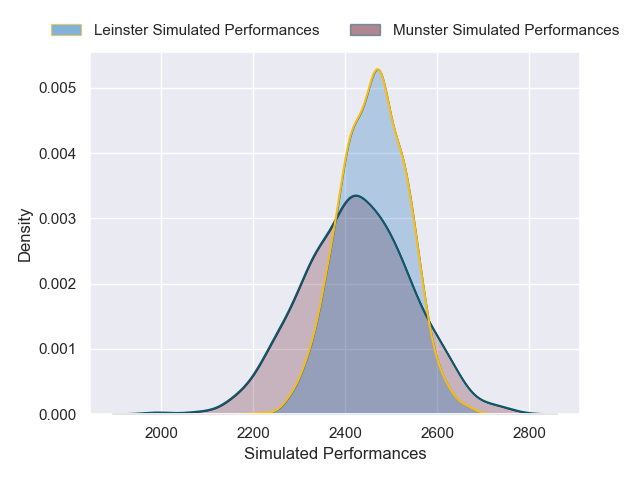 Leinster Simulated Performances Munster Simulated Performances
0.005
0.004
0.003
0.002
0.001
0.000
Density
2000 2200 2400 2600 2800
Simulated Performances